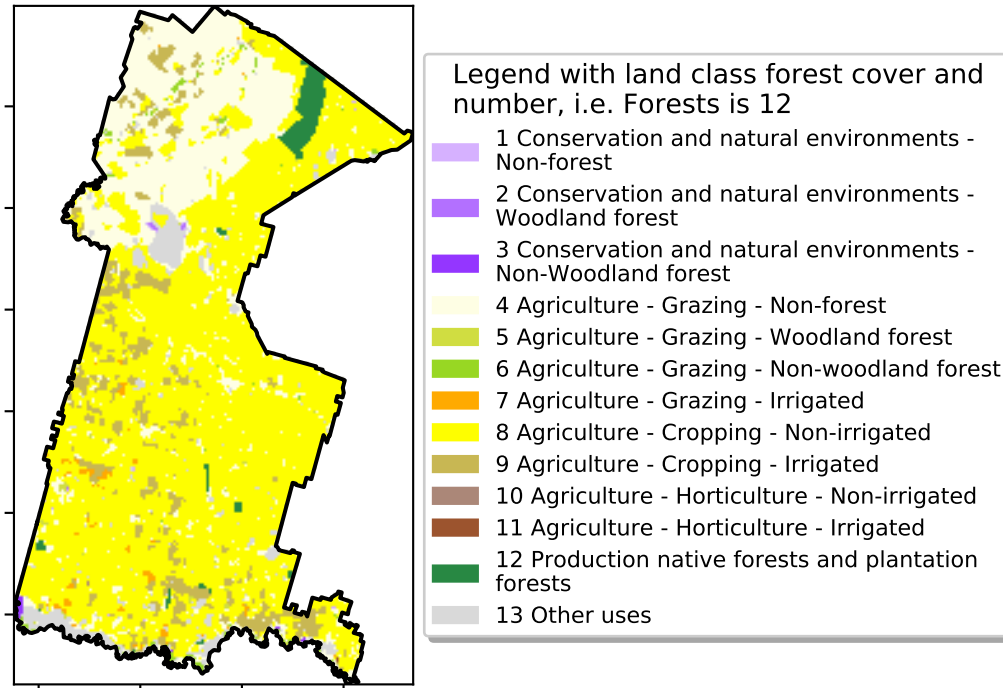 Legend with land class forest cover and
number, i.e. Forests is 12
1 Conservation and natural environments -
Non-forest
2 Conservation and natural environments -
Woodland forest
3 Conservation and natural environments -
Non-Woodland forest
4 Agriculture - Grazing - Non-forest
5 Agriculture - Grazing - Woodland forest
6 Agriculture - Grazing - Non-woodland forest
7 Agriculture - Grazing - Irrigated
8 Agriculture - Cropping - Non-irrigated
9 Agriculture - Cropping - Irrigated
10 Agriculture - Horticulture - Non-irrigated
11 Agriculture - Horticulture - Irrigated
12 Production native forests and plantation
forests
13 Other uses